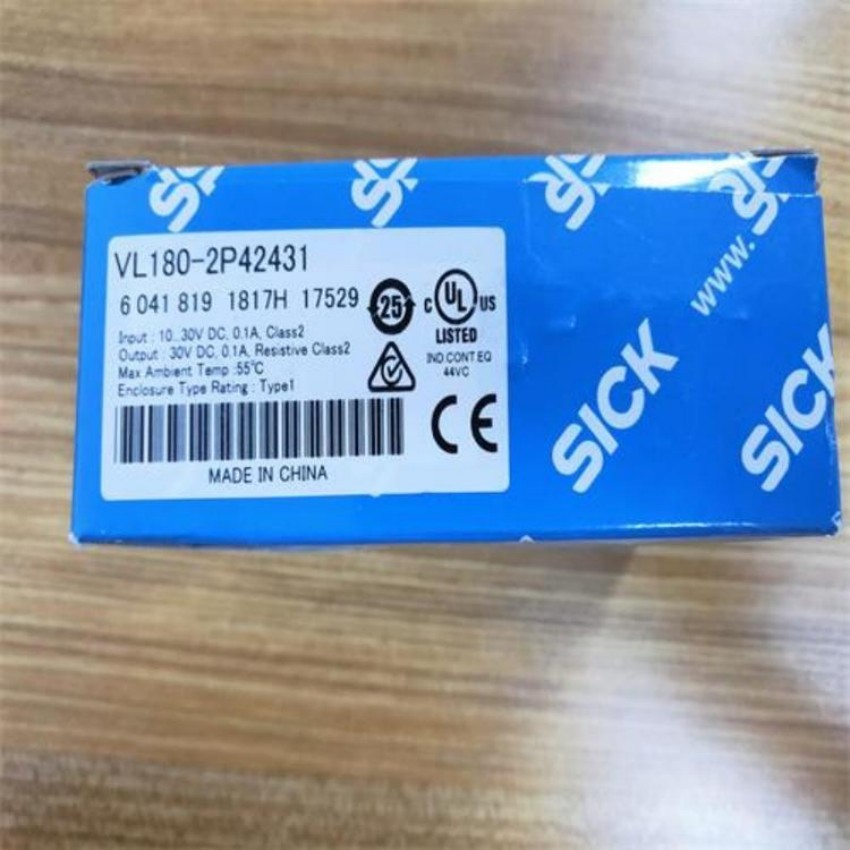 VL180-2P42431
6 041 819 1817H 17529
Input : 10...30V DC, 0.1A, Class2
Output : 30V DC, 0.1A, Resistive Class2
Max Ambient Temp :55℃
Enclosure Type Rating : Type1
25
C UL US
LISTED
IND.CONT.EQ
44VC
CE
MADE IN CHINA
www.
SICK
SICK